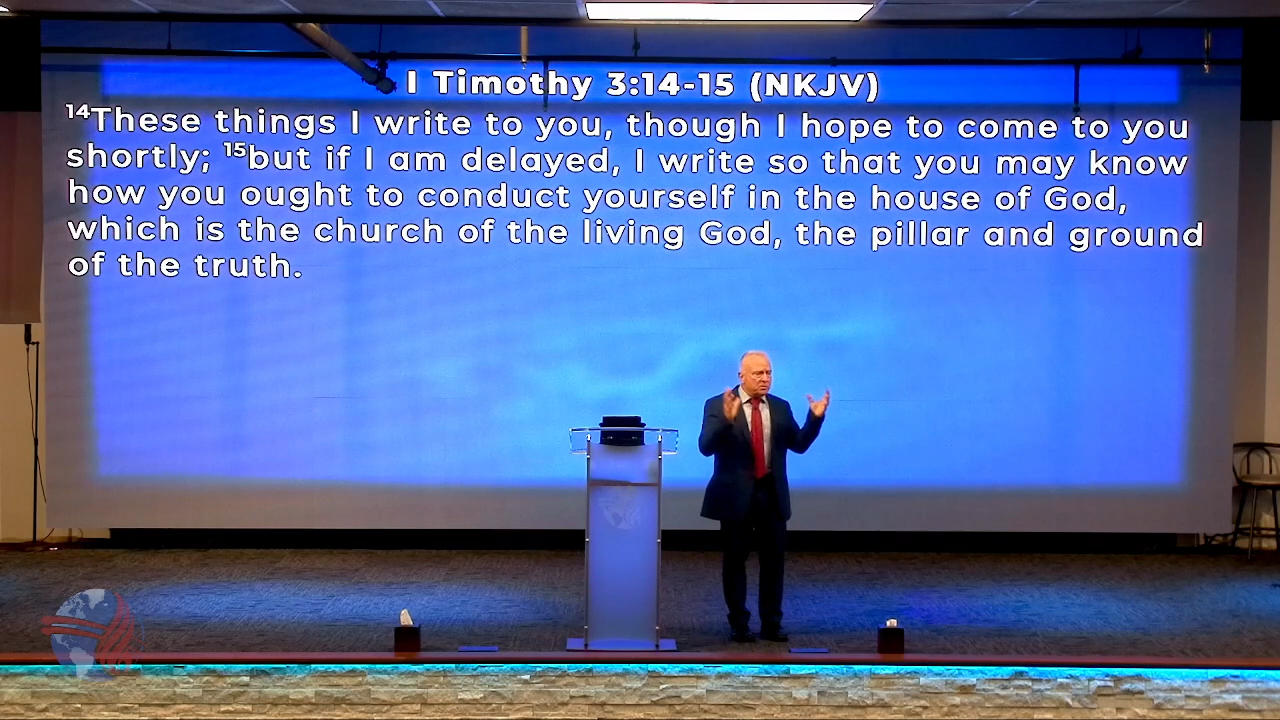 I Timothy 3:14-15 (NKJV)
¹⁴These things I write to you, though I hope to come to you
shortly; ¹⁵but if I am delayed, I write so that you may know
how you ought to conduct yourself in the house of God,
which is the church of the living God, the pillar and ground
of the truth.